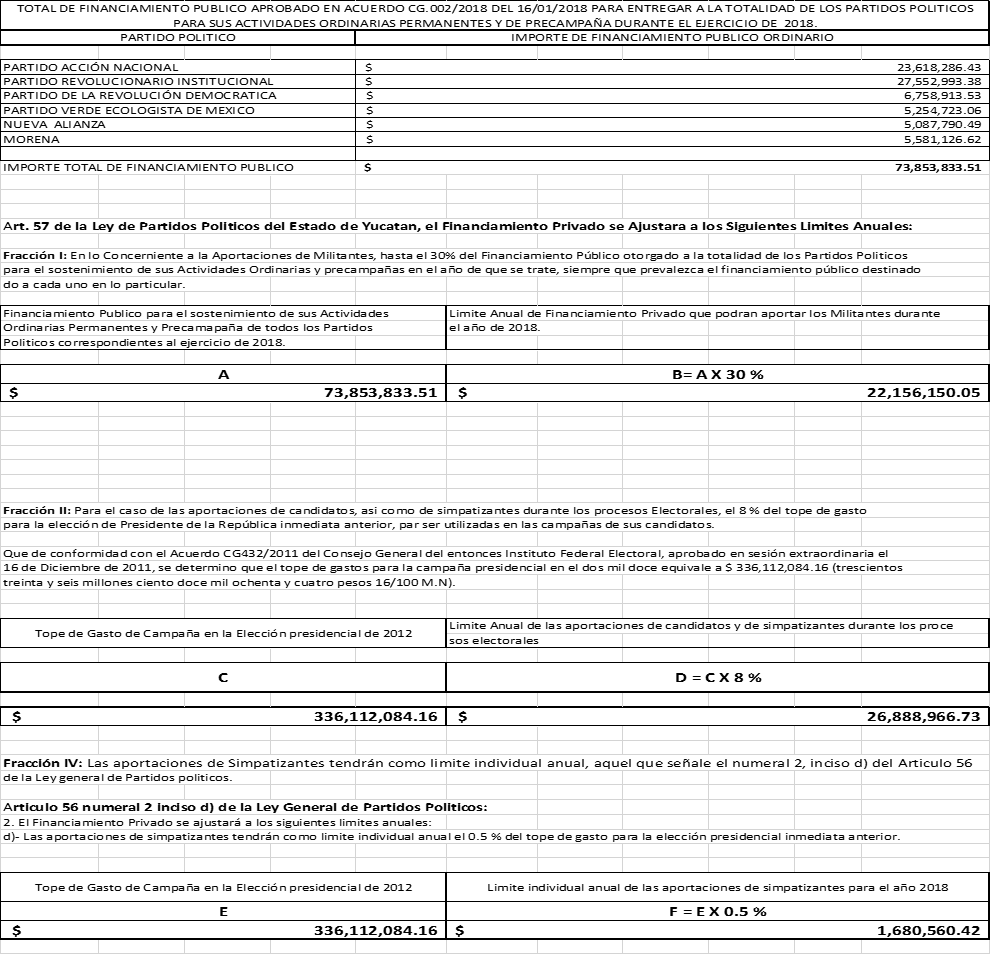 TOTAL DE FINANCIAMIENTO PUBLICO APROBADO EN ACUERDO CG.002/2018 DEL 16/01/2018 PARA ENTREGAR A LA TOTALIDAD DE LOS PARTIDOS POLITICOS
PARA SUS ACTIVIDADES ORDINARIAS PERMANENTES Y DE PRECAMPAÑA DURANTE EL EJERCICIO DE 2018.
PARTIDO POLITICO IMPORTE DE FINANCIAMIENTO PUBLICO ORDINARIO
PARTIDO ACCIÓN NACIONAL $ 23,618,286.43
PARTIDO REVOLUCIONARIO INSTITUCIONAL $ 27,552,993.38
PARTIDO DE LA REVOLUCIÓN DEMOCRATICA $ 6,758,913.53
PARTIDO VERDE ECOLOGISTA DE MEXICO $ 5,254,723.06
NUEVA ALIANZA $ 5,087,790.49
MORENA $ 5,581,126.62
IMPORTE TOTAL DE FINANCIAMIENTO PUBLICO $ 73,853,833.51
Art. 57 de la Ley de Partidos Politicos del Estado de Yucatan, el Financiamiento Privado se Ajustara a los Siguientes Limites Anuales:
Fracción I: En lo Concerniente a la Aportaciones de Militantes, hasta el 30% del Financiamiento Público otorgado a la totalidad de los Partidos Politicos
para el sostenimiento de sus Actividades Ordinarias y precampañas en el año de que se trate, siempre que prevalezca el financiamiento público destinado
do a cada uno en lo particular.
Financiamiento Publico para el sostenimiento de sus Actividades
Ordinarias Permanentes y Precamapaña de todos los Partidos
Politicos correspondientes al ejercicio de 2018.
Limite Anual de Financiamiento Privado que podran aportar los Militantes durante
el año de 2018.
A B= A X 30 %
$ 73,853,833.51 $ 22,156,150.05
Fracción II: Para el caso de las aportaciones de candidatos, asi como de simpatizantes durante los procesos Electorales, el 8 % del tope de gasto
para la elección de Presidente de la República inmediata anterior, par ser utilizadas en las campañas de sus candidatos.
Que de conformidad con el Acuerdo CG432/2011 del Consejo General del entonces Instituto Federal Electoral, aprobado en sesión extraordinaria el
16 de Diciembre de 2011, se determino que el tope de gastos para la campaña presidencial en el dos mil doce equivale a $ 336,112,084.16 (trescientos
treinta y seis millones ciento doce mil ochenta y cuatro pesos 16/100 M.N).
Tope de Gasto de Campaña en la Elección presidencial de 2012
Limite Anual de las aportaciones de candidatos y de simpatizantes durante los proce
sos electorales
C D = C X 8 %
$ 336,112,084.16 $ 26,888,966.73
Fracción IV: Las aportaciones de Simpatizantes tendrán como limite individual anual, aquel que señale el numeral 2, inciso d) del Articulo 56
de la Ley general de Partidos politicos.
Articulo 56 numeral 2 inciso d) de la Ley General de Partidos Politicos:
2. El Financiamiento Privado se ajustará a los siguientes limites anuales:
d)- Las aportaciones de simpatizantes tendrán como limite individual anual el 0.5 % del tope de gasto para la elección presidencial inmediata anterior.
Tope de Gasto de Campaña en la Elección presidencial de 2012 Limite individual anual de las aportaciones de simpatizantes para el año 2018
E F = E X 0.5 %
$ 336,112,084.16 $ 1,680,560.42